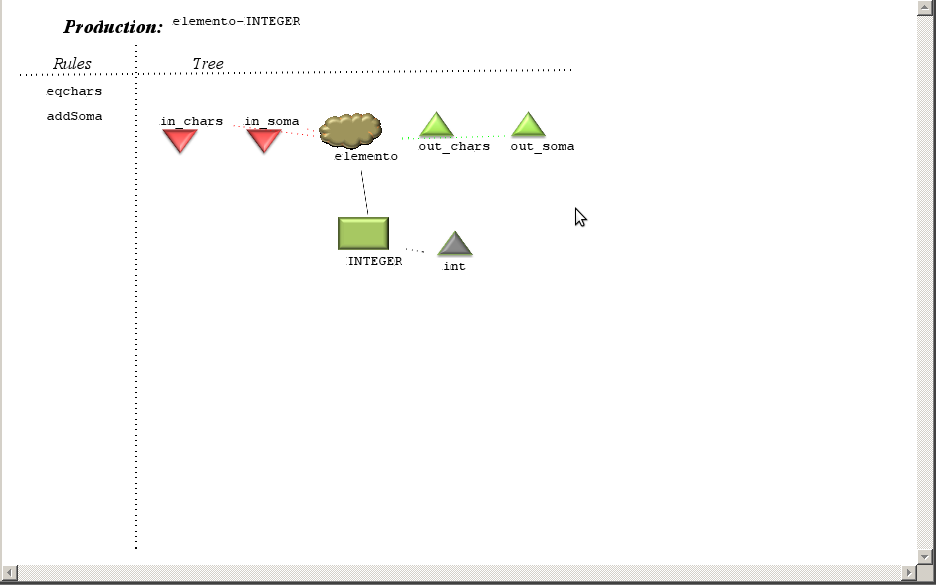 Production: elemento-INTEGER
Rules Tree
eqchars
addSoma
in_chars in_soma
elemento out_chars out_soma
INTEGER int